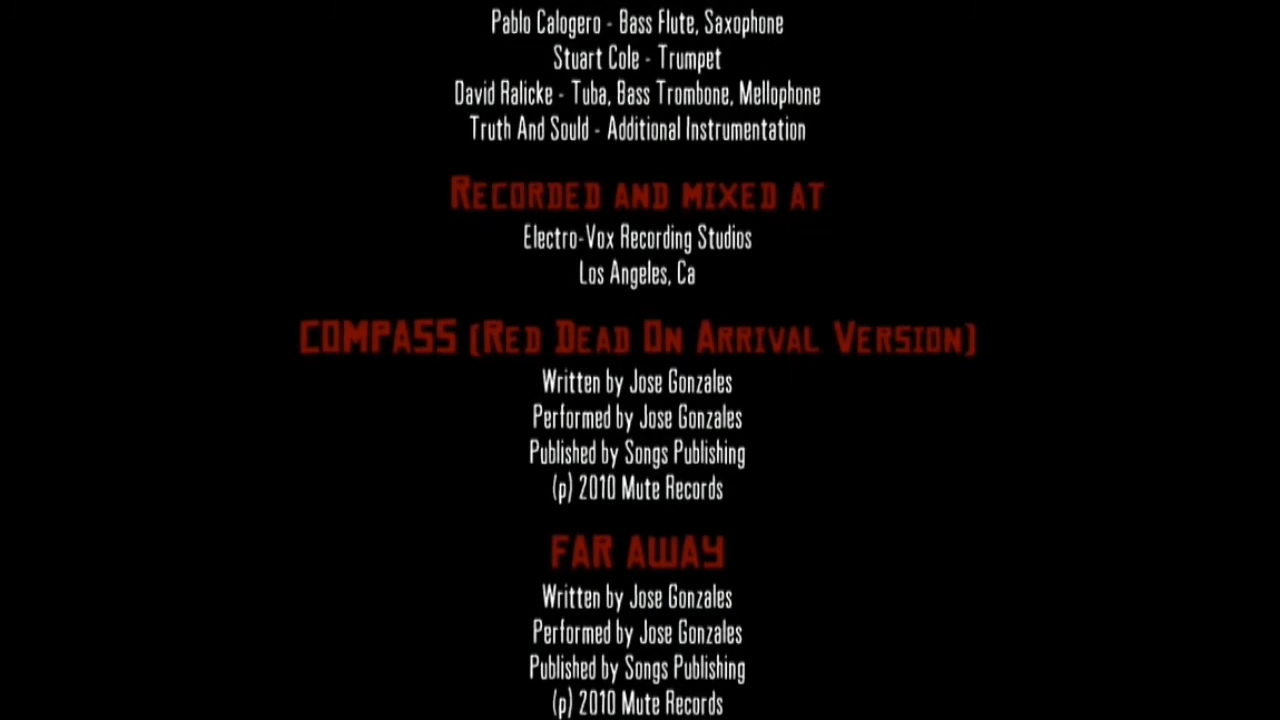 Pablo Calogero - Bass Flute, Saxophone
Stuart Cole - Trumpet
David Ralicke - Tuba, Bass Trombone, Mellophone
Truth And Sould - Additional Instrumentation
Recorded and mixed at
Electro-Vox Recording Studios
Los Angeles, Ca
COMPASS (Red Dead On Arrival Version)
Written by Jose Gonzales
Performed by Jose Gonzales
Published by Songs Publishing
(p) 2010 Mute Records
FAR AWAY
Written by Jose Gonzales
Performed by Jose Gonzales
Published by Songs Publishing
(p) 2010 Mute Records